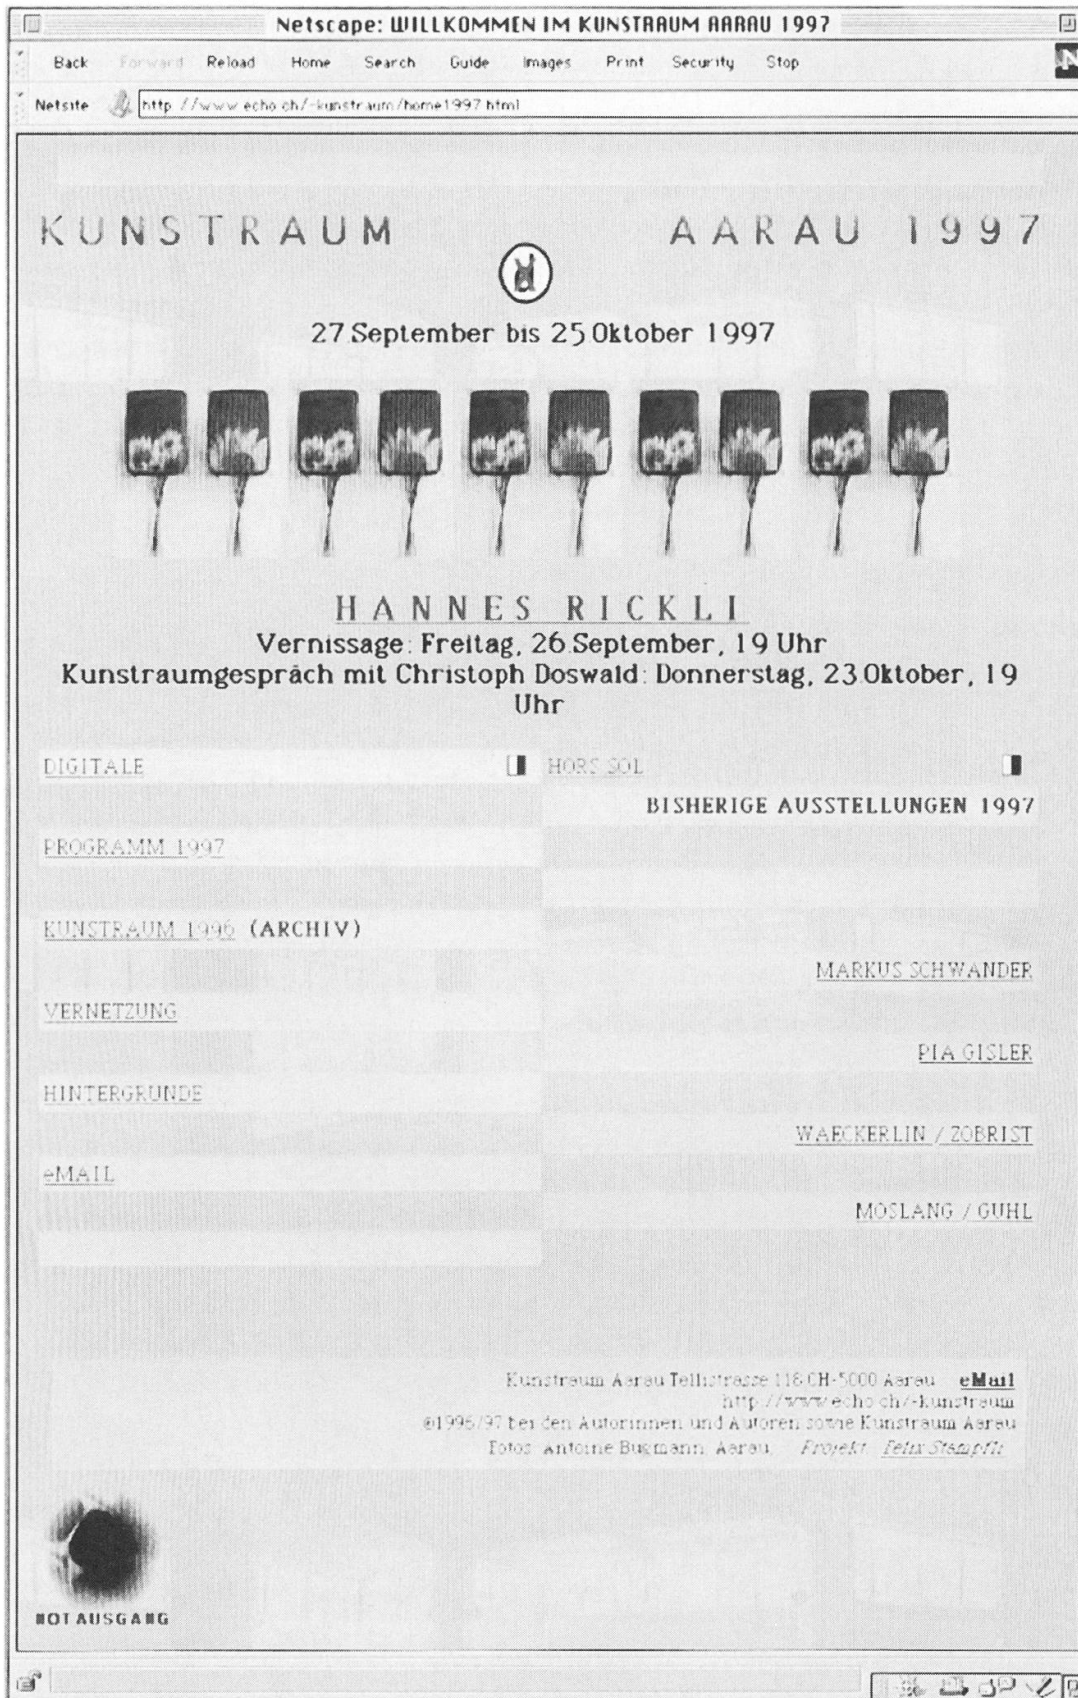 Netscape: WILLKOMMEN IM KUNSTRAUM AARAU 1997
Back Forward Reload Home Search Guide Images Print Security Stop
N
Netsite http://www.echo.ch/~kunstraum/home1997.html
KUNSTRAUM AARAU 1997
27.September bis 25.Oktober 1997
HANNES RICKLI
Vernissage: Freitag, 26.September, 19 Uhr
Kunstraumgespräch mit Christoph Doswald: Donnerstag, 23.Oktober, 19
Uhr
DIGITALE HORS SOL
BISHERIGE AUSSTELLUNGEN 1997
PROGRAMM 1997
KUNSTRAUM 1996 (ARCHIV)
MARKUS SCHWANDER
VERNETZUNG
PIA GISLER
HINTERGRÜNDE
WAECKERLIN / ZOBRIST
eMAIL
MÖSLANG / GUHL
Kunstraum Aarau Tellistrasse 118 CH-5000 Aarau eMail
http://www.echo.ch/~kunstraum
©1996/97 bei den Autorinnen und Autoren sowie Kunstraum Aarau
Fotos: Antoine Bugmann, Aarau Projekt: Felix Stampfli
NOTAUSGANG